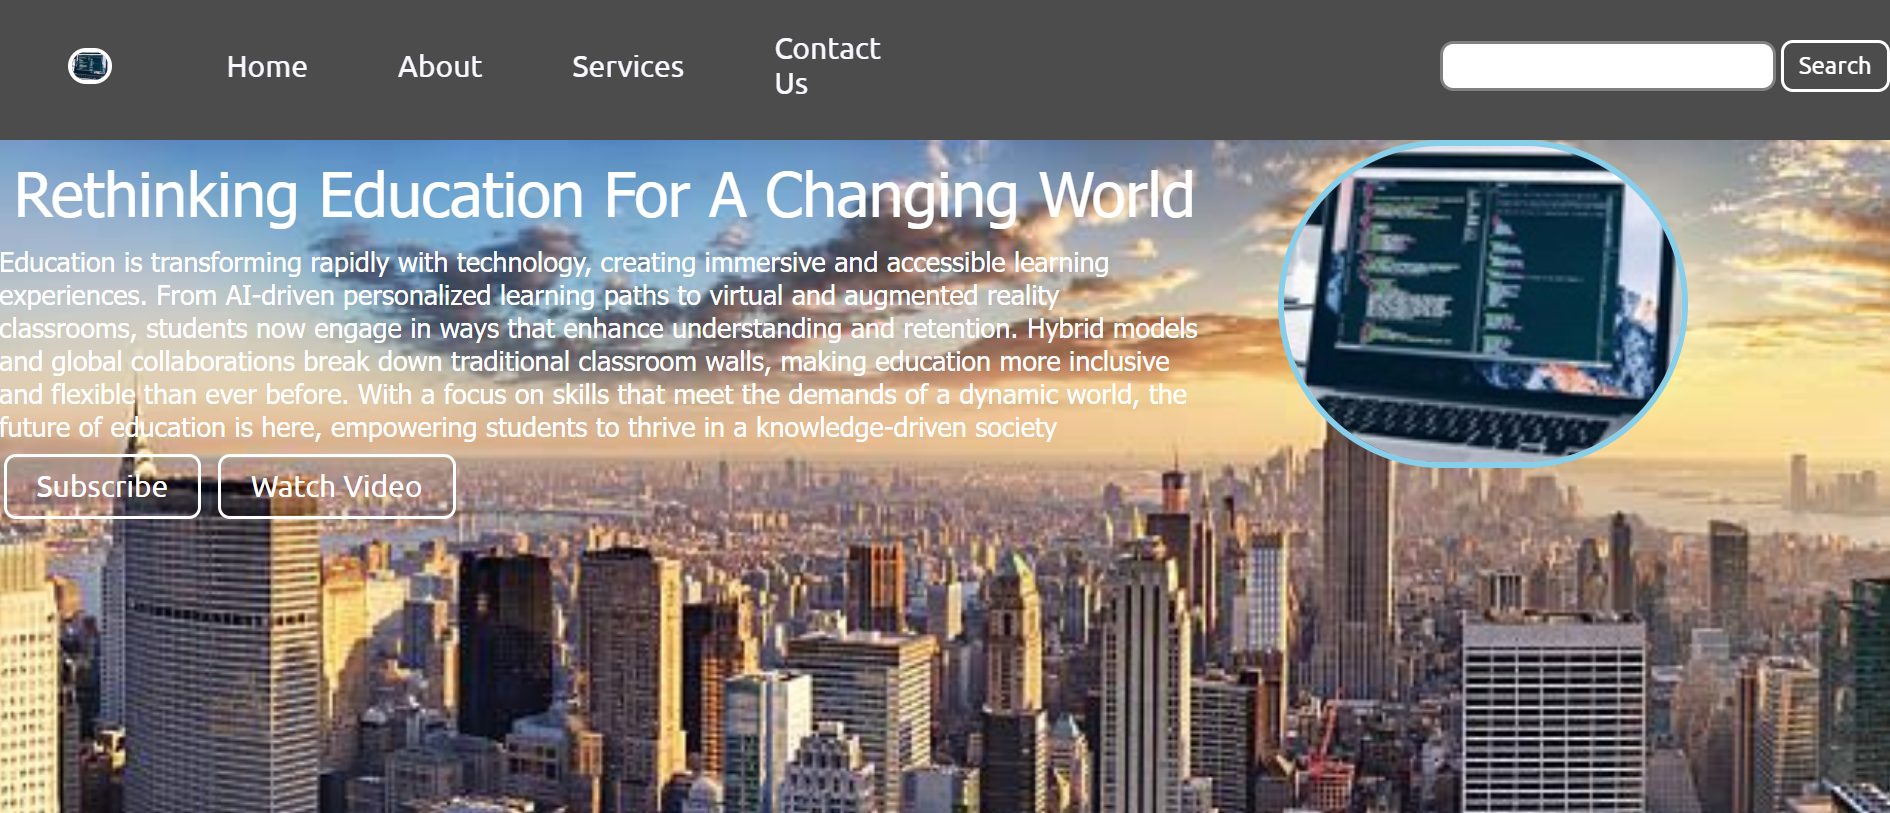 Home
About
Services
Contact
Us
Search
Rethinking Education For A Changing World
Education is transforming rapidly with technology, creating immersive and accessible learning
experiences. From AI-driven personalized learning paths to virtual and augmented reality
classrooms, students now engage in ways that enhance understanding and retention. Hybrid models
and global collaborations break down traditional classroom walls, making education more inclusive
and flexible than ever before. With a focus on skills that meet the demands of a dynamic world, the
future of education is here, empowering students to thrive in a knowledge-driven society
Subscribe
Watch Video